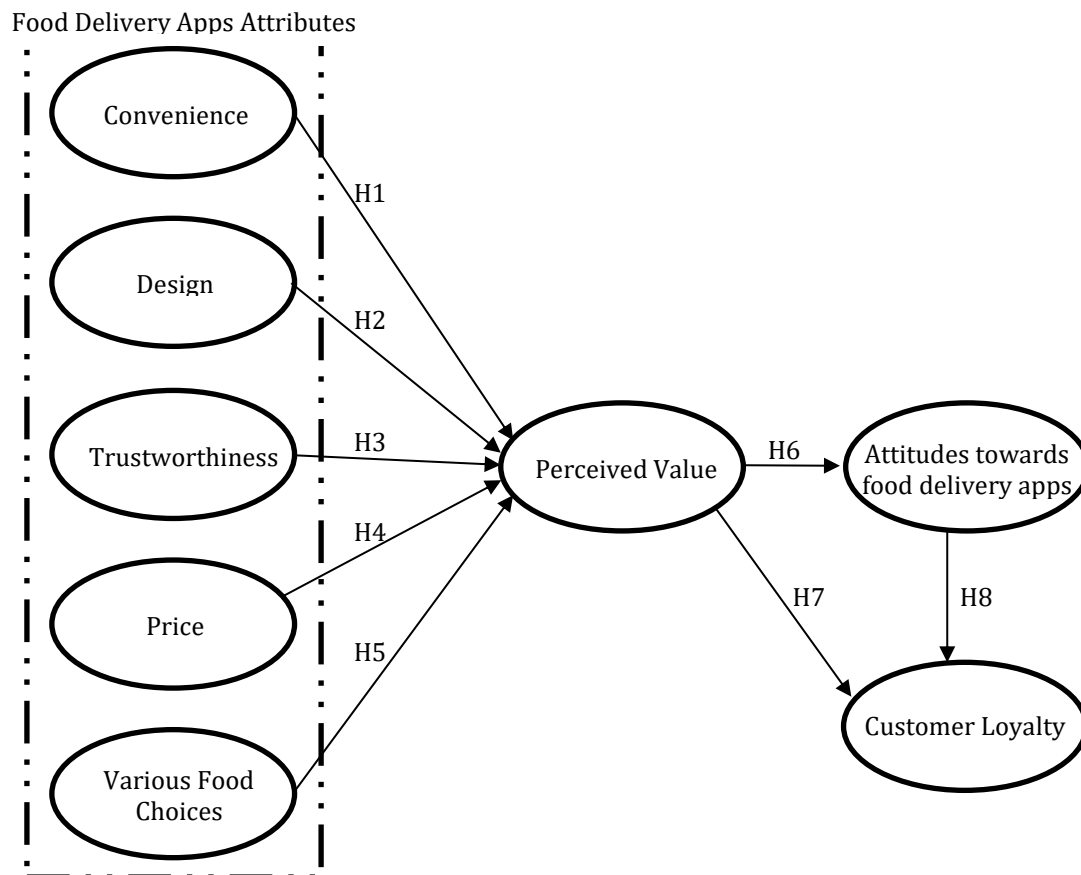 Food Delivery Apps Attributes
Convenience
H1
Design
H2
Trustworthiness
H3
Perceived Value
H6
Attitudes towards
food delivery apps
H4
Price
H7
H8
H5
Customer Loyalty
Various Food
Choices